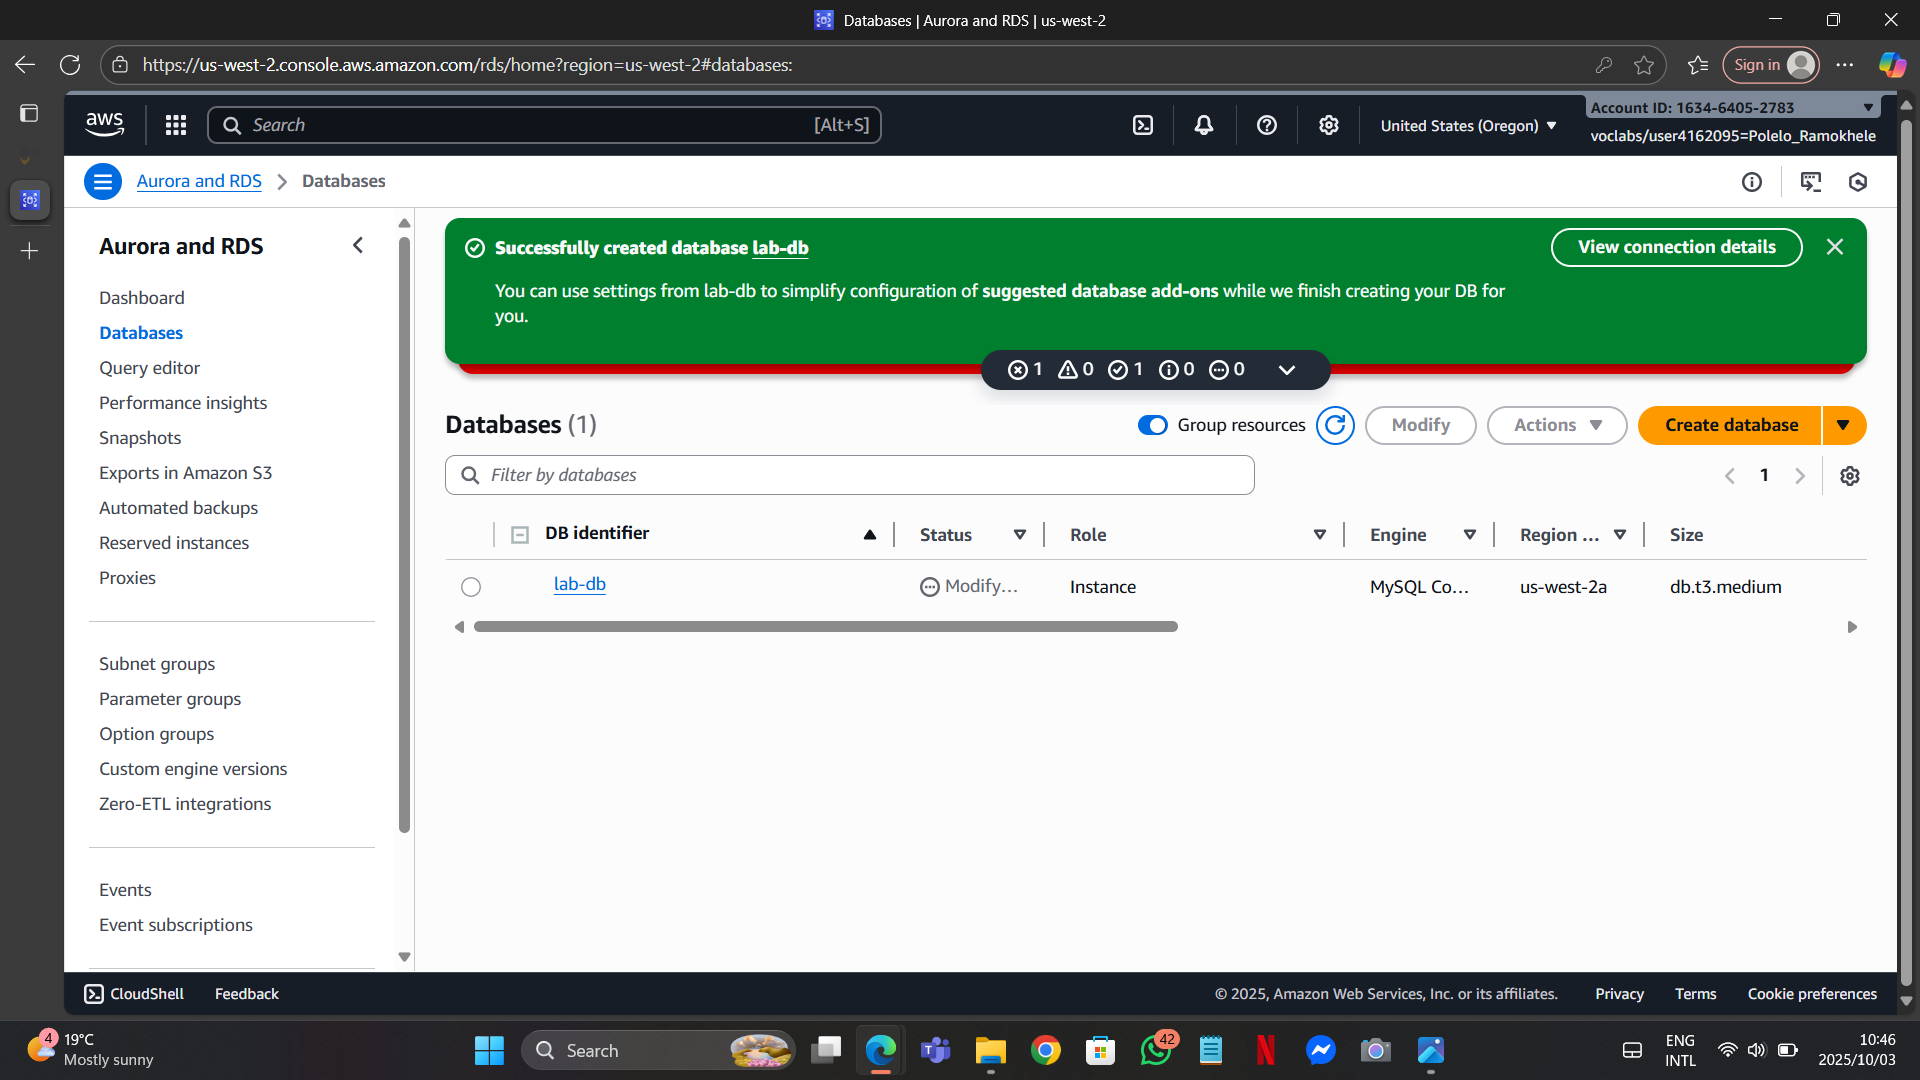 Databases | Aurora and RDS | us-west-2
https://us-west-2.console.aws.amazon.com/rds/home?region=us-west-2#databases:
Sign in
aws
Search
[Alt+S]
United States (Oregon)
Account ID: 1634-6405-2783
voclabs/user4162095=Polelo_Ramokhele
Aurora and RDS
Databases
Aurora and RDS
Dashboard
Databases
Query editor
Performance insights
Snapshots
Exports in Amazon S3
Automated backups
Reserved instances
Proxies
Subnet groups
Parameter groups
Option groups
Custom engine versions
Zero-ETL integrations
Events
Event subscriptions
Successfully created database lab-db
View connection details
You can use settings from lab-db to simplify configuration of suggested database add-ons while we finish creating your DB for
you.
1 0 1 0 0
Databases (1)
Group resources
Modify
Actions
Create database
Filter by databases
1
DB identifier
Status
Role
Engine
Region ...
Size
lab-db
Modify...
Instance
MySQL Co...
us-west-2a
db.t3.medium
CloudShell
Feedback
© 2025, Amazon Web Services, Inc. or its affiliates.
Privacy
Terms
Cookie preferences
4
19°C
Mostly sunny
Search
42
ENG
INTL
10:46
2025/10/03